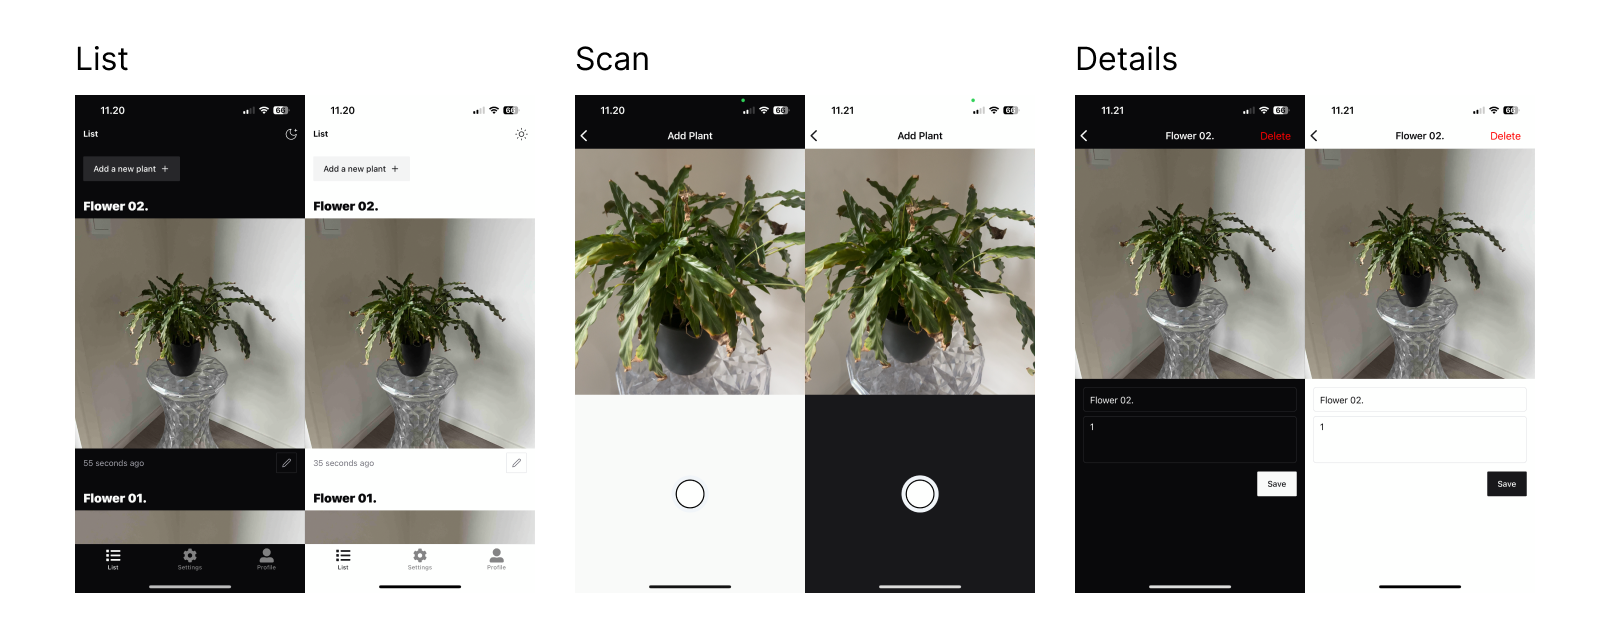 List
Scan
Details
11.20
66
List
Add a new plant +
Flower 02.
55 seconds ago
Flower 01.
List
Settings
Profile
11.20
66
List
Add a new plant +
Flower 02.
35 seconds ago
Flower 01.
List
Settings
Profile
11.20
66
Add Plant
11.21
66
Add Plant
11.21
66
Flower 02.
Delete
Flower 02.
1
Save
11.21
66
Flower 02.
Delete
Flower 02.
1
Save